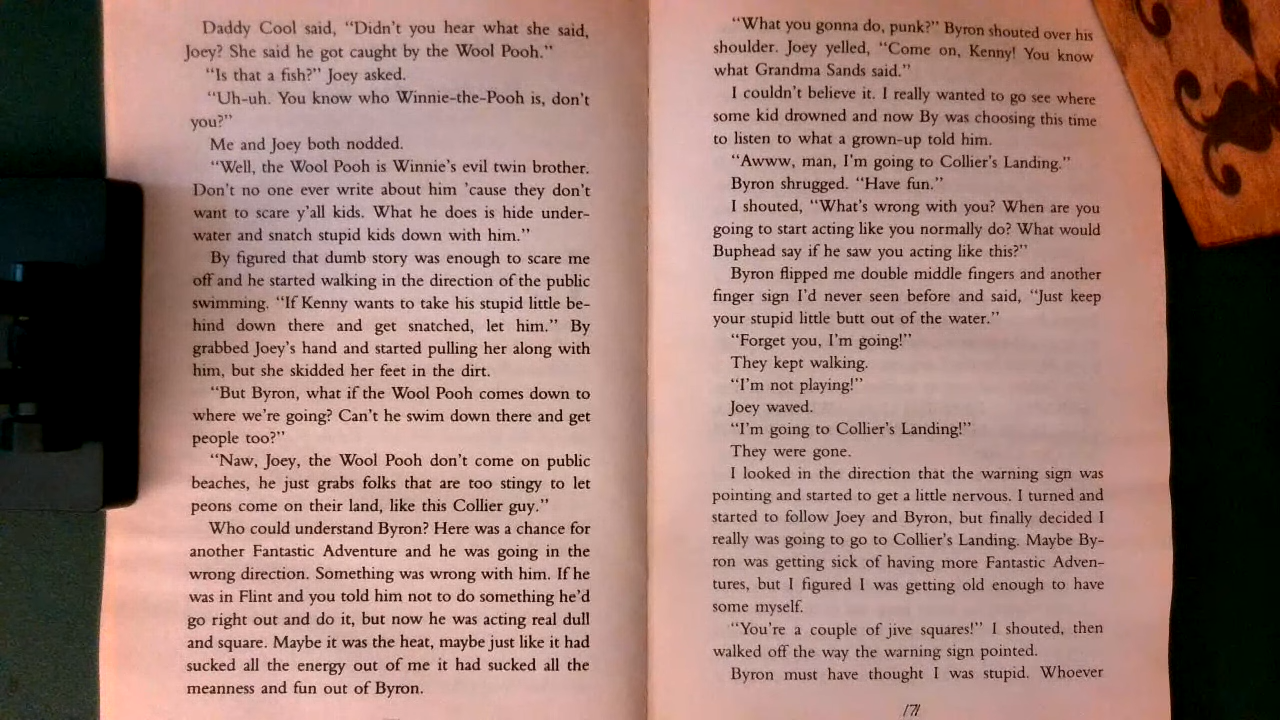 Daddy Cool said, “Didn’t you hear what she said,
Joey? She said he got caught by the Wool Pooh.”
“Is that a fish?” Joey asked.
“Uh-uh. You know who Winnie-the-Pooh is, don’t
you?”
Me and Joey both nodded.
“Well, the Wool Pooh is Winnie’s evil twin brother.
Don’t no one ever write about him ’cause they don’t
want to scare y’all kids. What he does is hide under-
water and snatch stupid kids down with him.”
By figured that dumb story was enough to scare me
off and he started walking in the direction of the public
swimming. “If Kenny wants to take his stupid little be-
hind down there and get snatched, let him.” By
grabbed Joey’s hand and started pulling her along with
him, but she skidded her feet in the dirt.
“But Byron, what if the Wool Pooh comes down to
where we’re going? Can’t he swim down there and get
people too?”
“Naw, Joey, the Wool Pooh don’t come on public
beaches, he just grabs folks that are too stingy to let
peons come on their land, like this Collier guy.”
Who could understand Byron? Here was a chance for
another Fantastic Adventure and he was going in the
wrong direction. Something was wrong with him. If he
was in Flint and you told him not to do something he’d
go right out and do it, but now he was acting real dull
and square. Maybe it was the heat, maybe just like it had
sucked all the energy out of me it had sucked all the
meanness and fun out of Byron.
“What you gonna do, punk?” Byron shouted over his
shoulder. Joey yelled, “Come on, Kenny! You know
what Grandma Sands said.”
I couldn’t believe it. I really wanted to go see where
some kid drowned and now By was choosing this time
to listen to what a grown-up told him.
“Awww, man, I’m going to Collier’s Landing.”
Byron shrugged. “Have fun.”
I shouted, “What’s wrong with you? When are you
going to start acting like you normally do? What would
Buphead say if he saw you acting like this?”
Byron flipped me double middle fingers and another
finger sign I’d never seen before and said, “Just keep
your stupid little butt out of the water.”
“Forget you, I’m going!”
They kept walking.
“I’m not playing!”
Joey waved.
“I’m going to Collier’s Landing!”
They were gone.
I looked in the direction that the warning sign was
pointing and started to get a little nervous. I turned and
started to follow Joey and Byron, but finally decided I
really was going to go to Collier’s Landing. Maybe By-
ron was getting sick of having more Fantastic Adven-
tures, but I figured I was getting old enough to have
some myself.
“You’re a couple of jive squares!” I shouted, then
walked off the way the warning sign pointed.
Byron must have thought I was stupid. Whoever